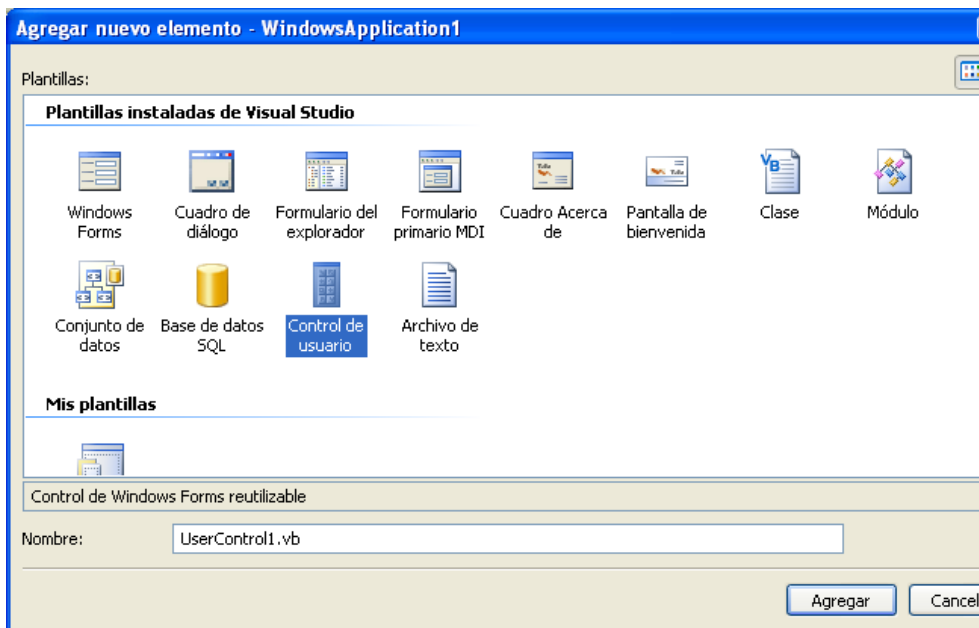 Agregar nuevo elemento - WindowsApplication1
Plantillas:
Plantillas instaladas de Visual Studio
Windows Forms
Cuadro de diálogo
Formulario del explorador
Formulario primario MDI
Cuadro Acerca de
Pantalla de bienvenida
Clase
Módulo
Conjunto de datos
Base de datos SQL
Control de usuario
Archivo de texto
Mis plantillas
Control de Windows Forms reutilizable
Nombre:
UserControl1.vb
Agregar
Cancel